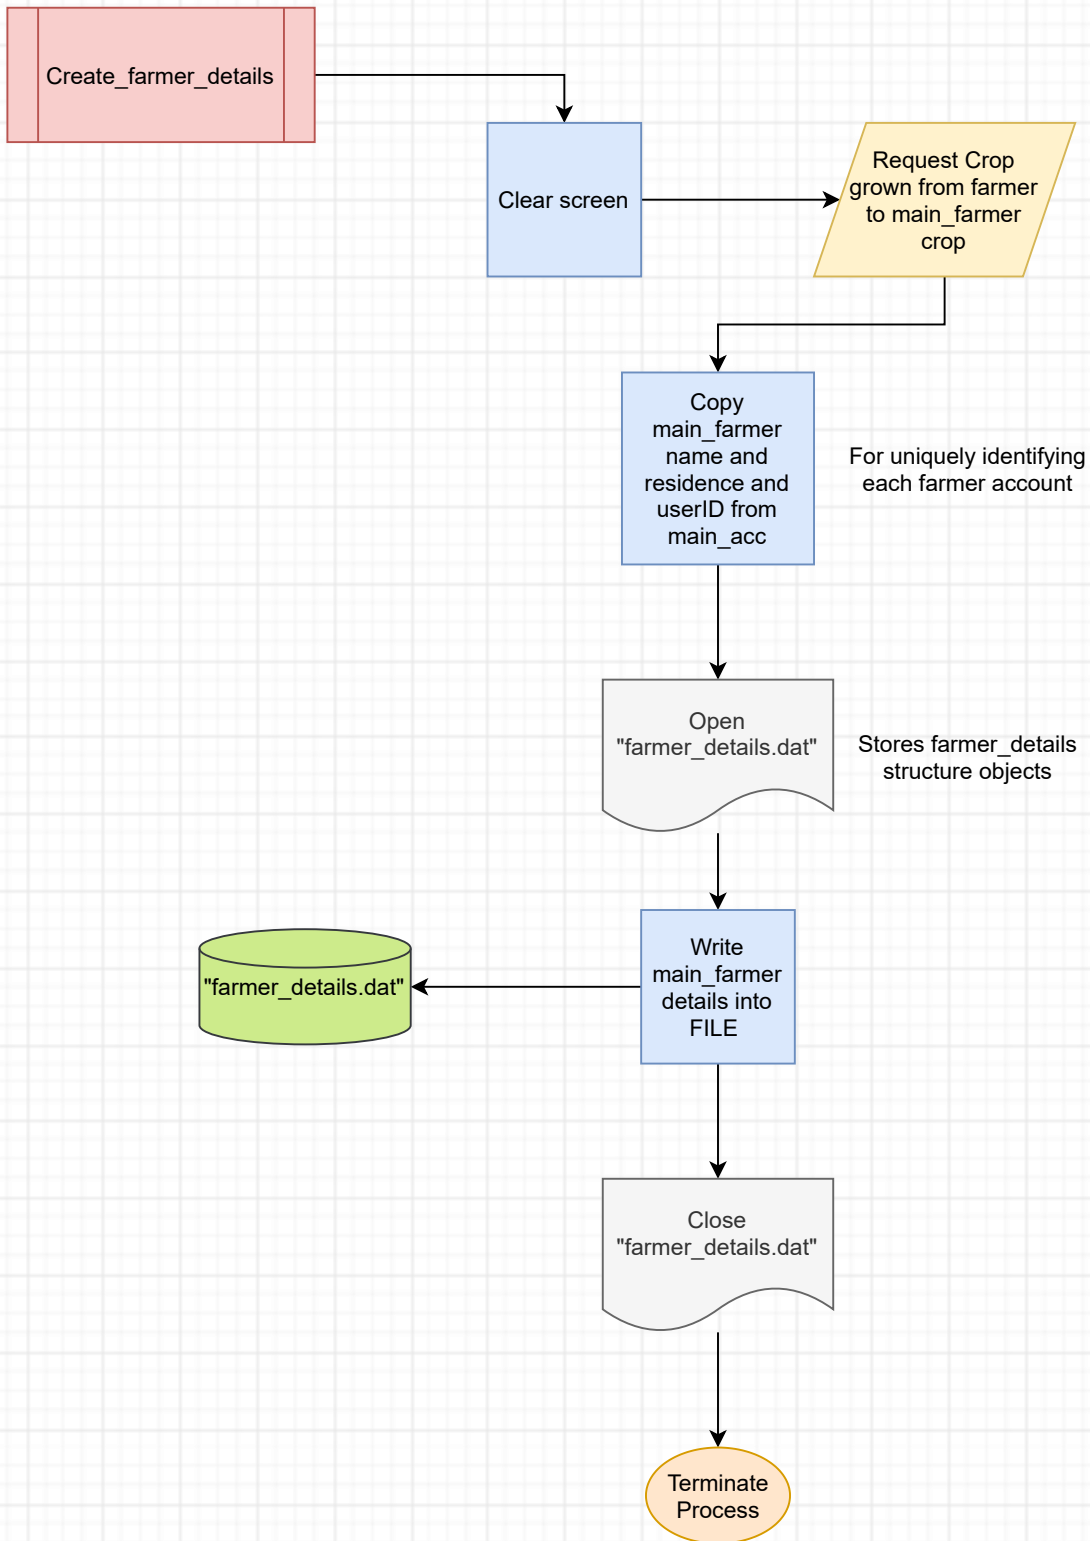 Create_farmer_details
Clear screen
Request Crop
grown from farmer
to main_farmer
crop
Copy
main_farmer
name and
residence and
userID from
main_acc
For uniquely identifying
each farmer account
Open
"farmer_details.dat"
Stores farmer_details
structure objects
Write
main_farmer
details into
FILE
"farmer_details.dat"
Close
"farmer_details.dat"
Terminate
Process